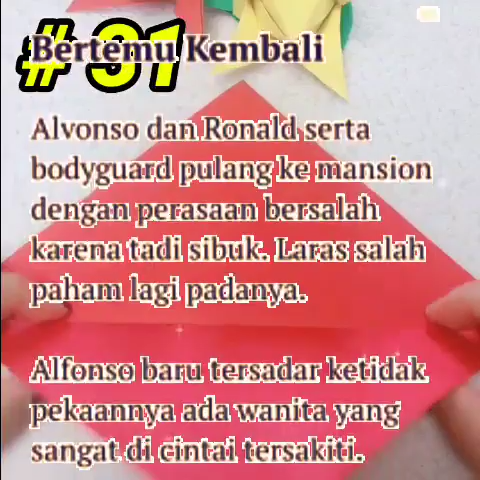 # 31
Bertemu Kembali
Alvonso dan Ronald serta
bodyguard pulang ke mansion
dengan perasaan bersalah
karena tadi sibuk. Laras salah
paham lagi padanya.
Alfonso baru tersadar ketidak
pekaannya ada wanita yang
sangat di cintai tersakiti.